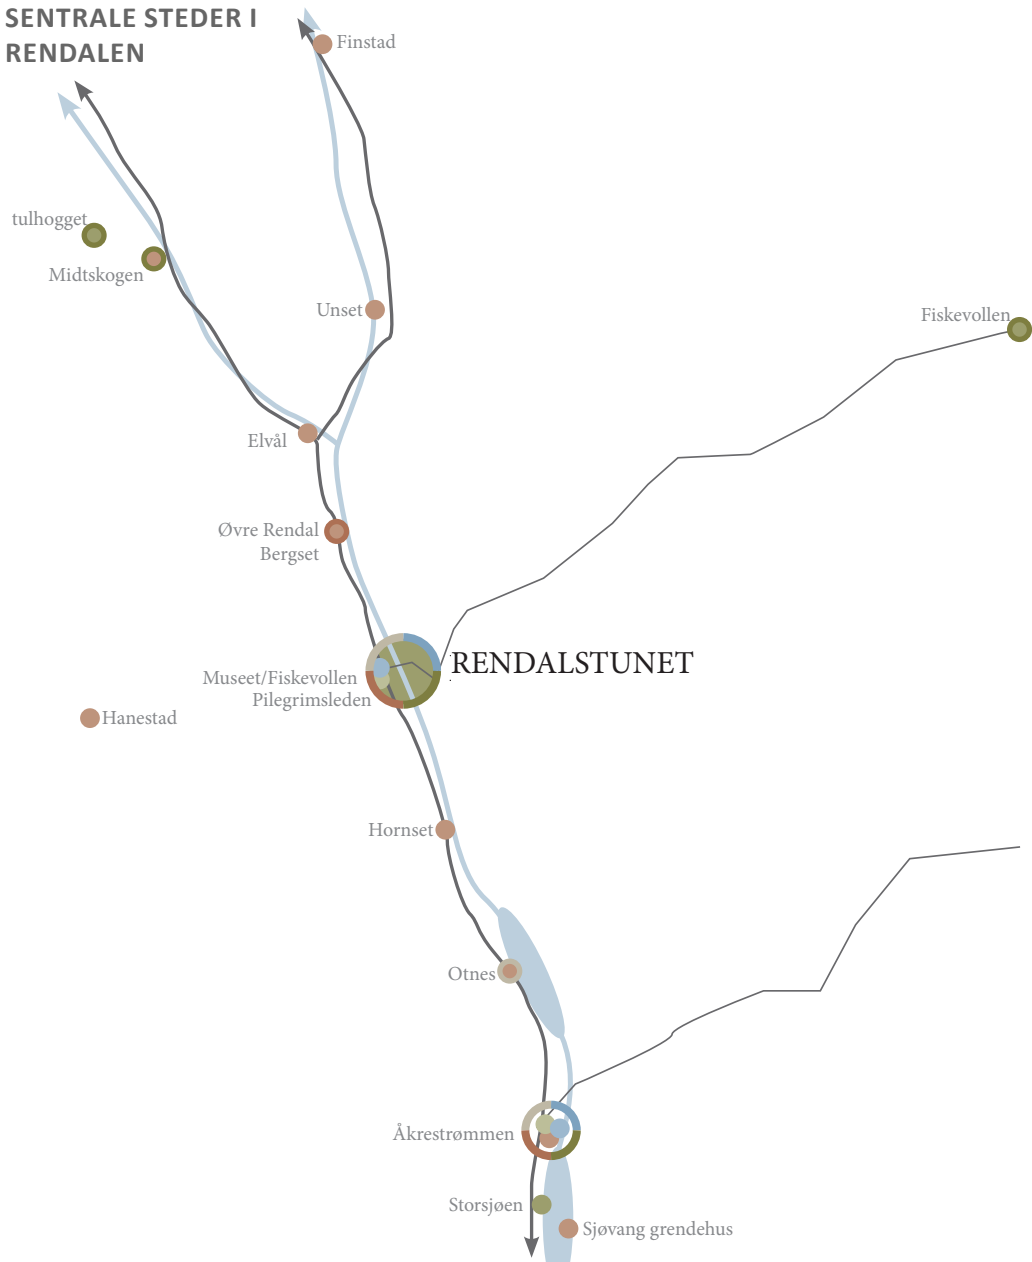 SENTRALE STEDER I
RENDALEN
Finstad
tulhogget
Midtskogen
Unset
Fiskevollen
Elvål
Øvre Rendal
Bergset
RENDALSTUNET
Museet/Fiskevollen
Pilegrimsleden
Hanestad
Hornset
Otnes
Åkrestrømmen
Storsjøen
Sjøvang grendehus